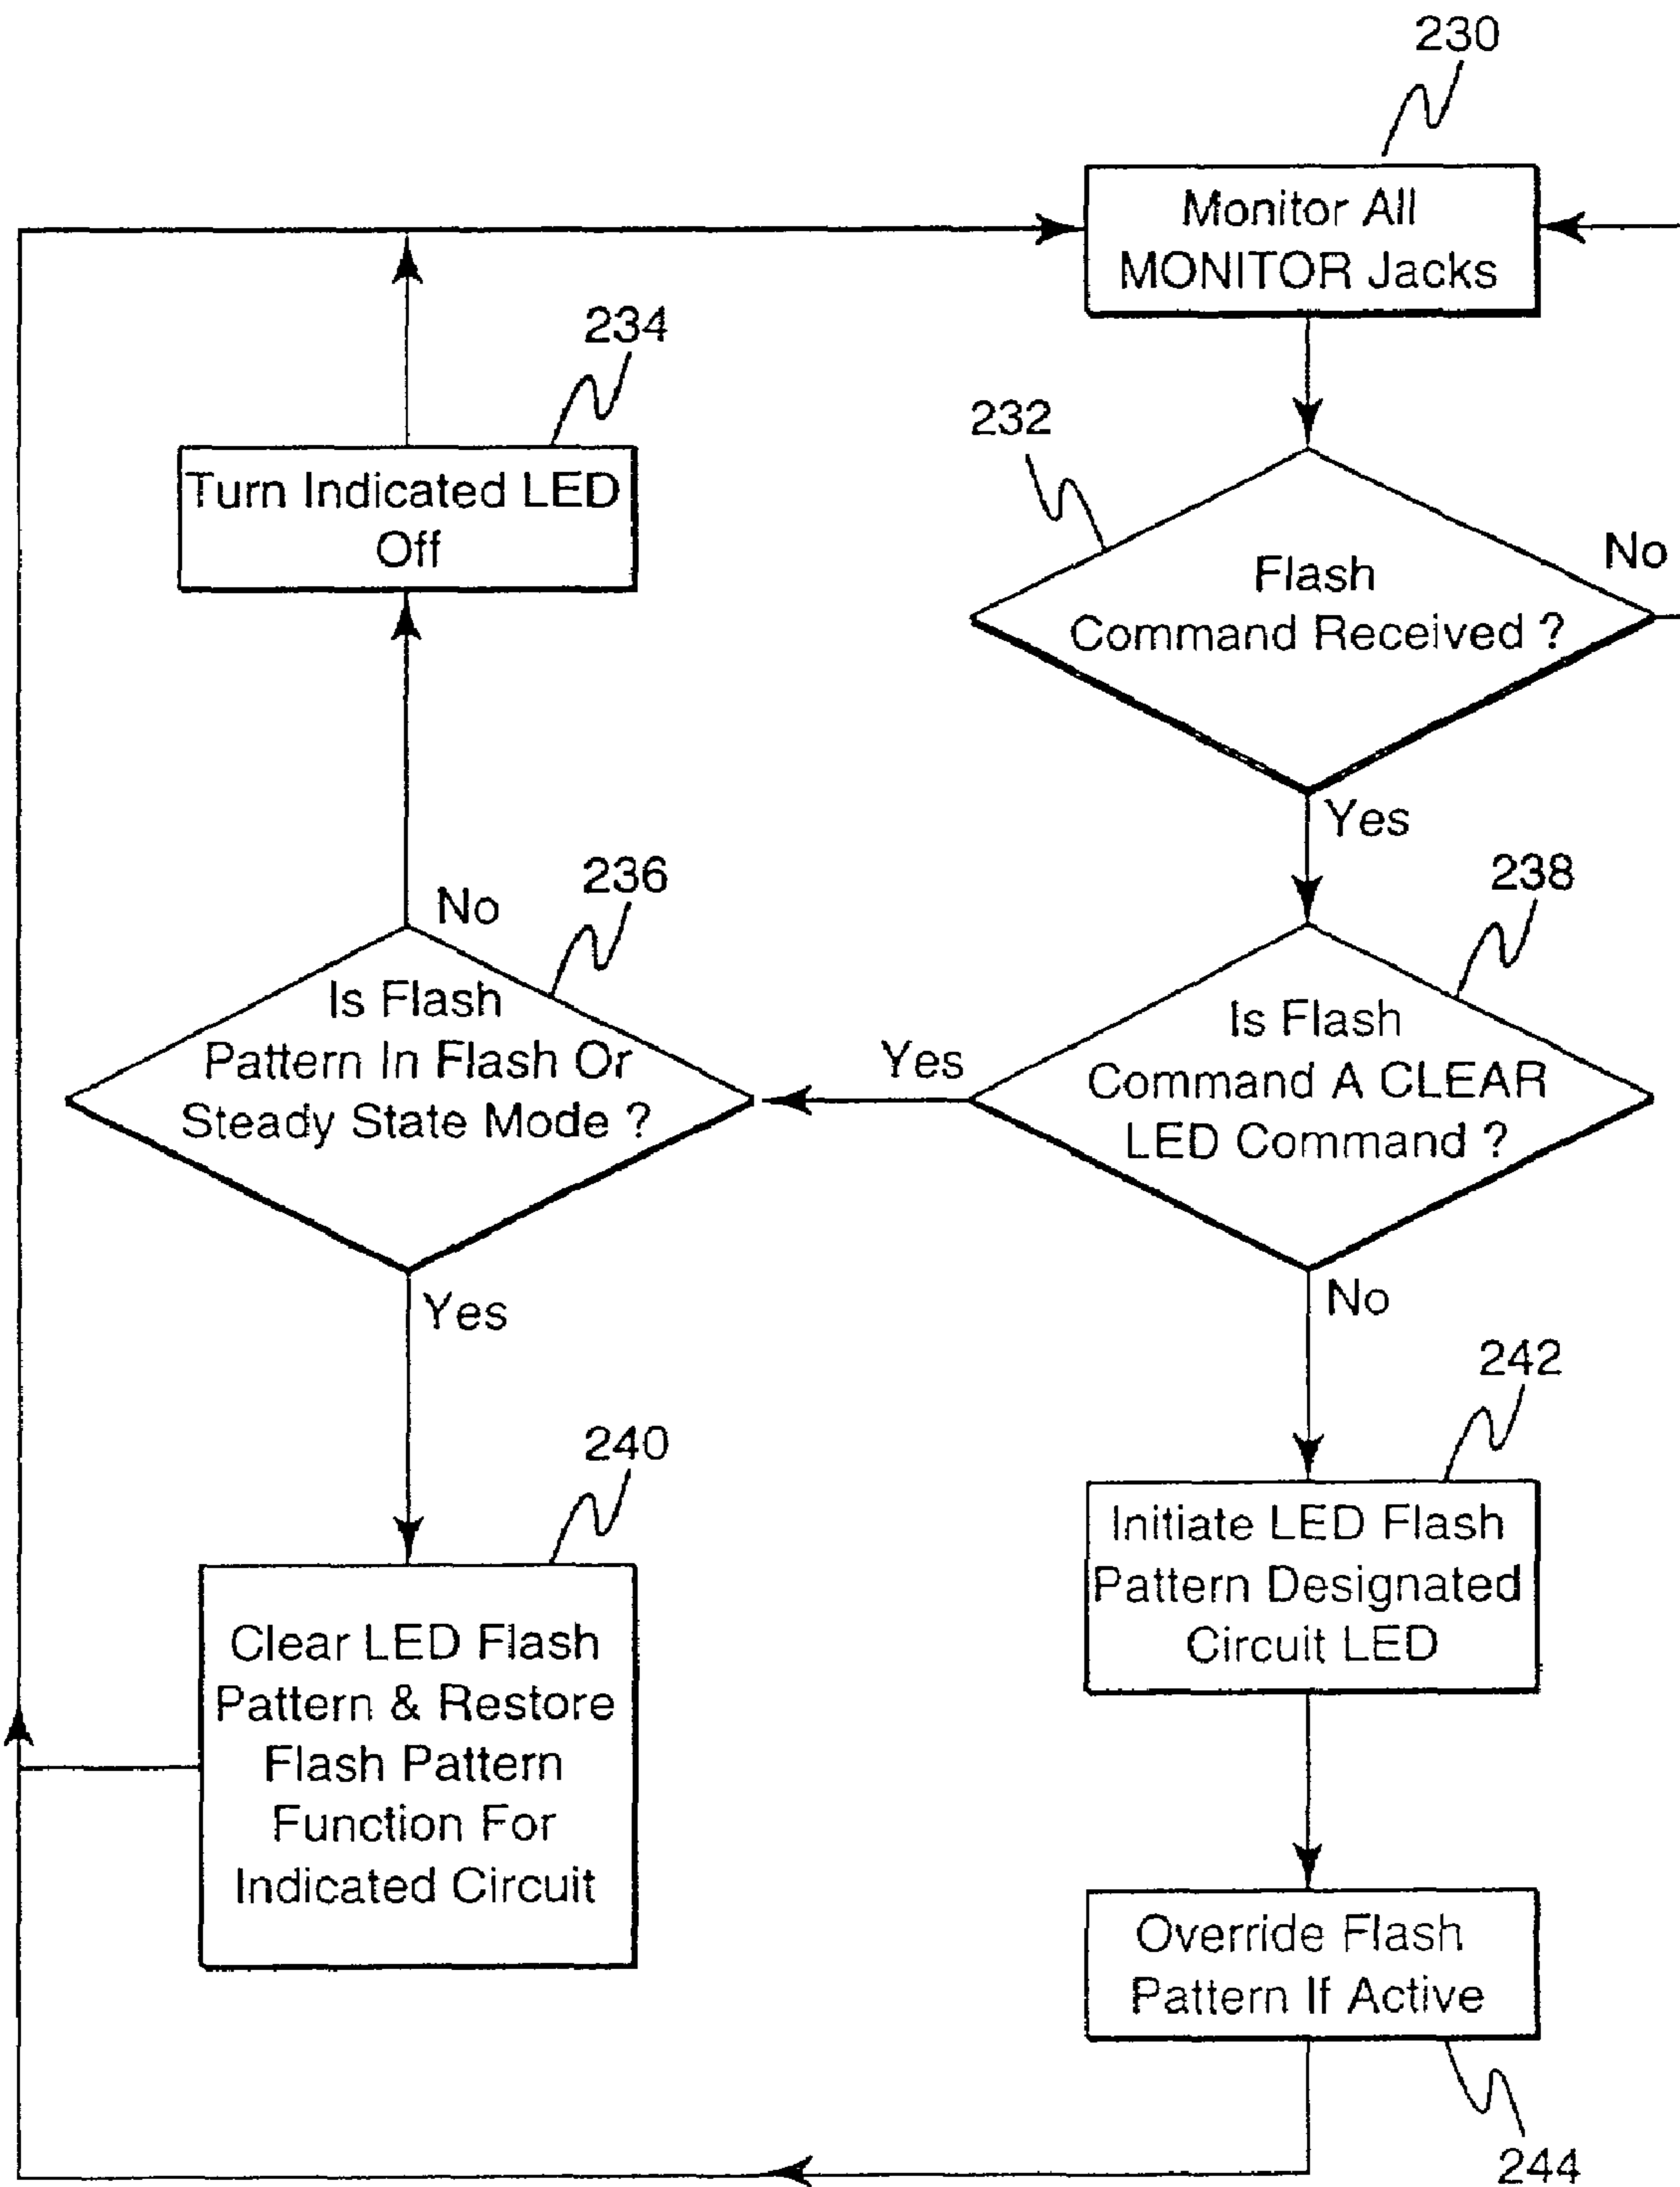 230
Monitor All
MONITOR Jacks
234
Turn Indicated LED
Off
232
Flash
Command Received ?
No
Yes
236
No
Is Flash
Pattern In Flash Or
Steady State Mode ?
Yes
238
Is Flash
Command A CLEAR
LED Command ?
Yes
No
240
Clear LED Flash
Pattern & Restore
Flash Pattern
Function For
Indicated Circuit
242
Initiate LED Flash
Pattern Designated
Circuit LED
Override Flash
Pattern If Active
244